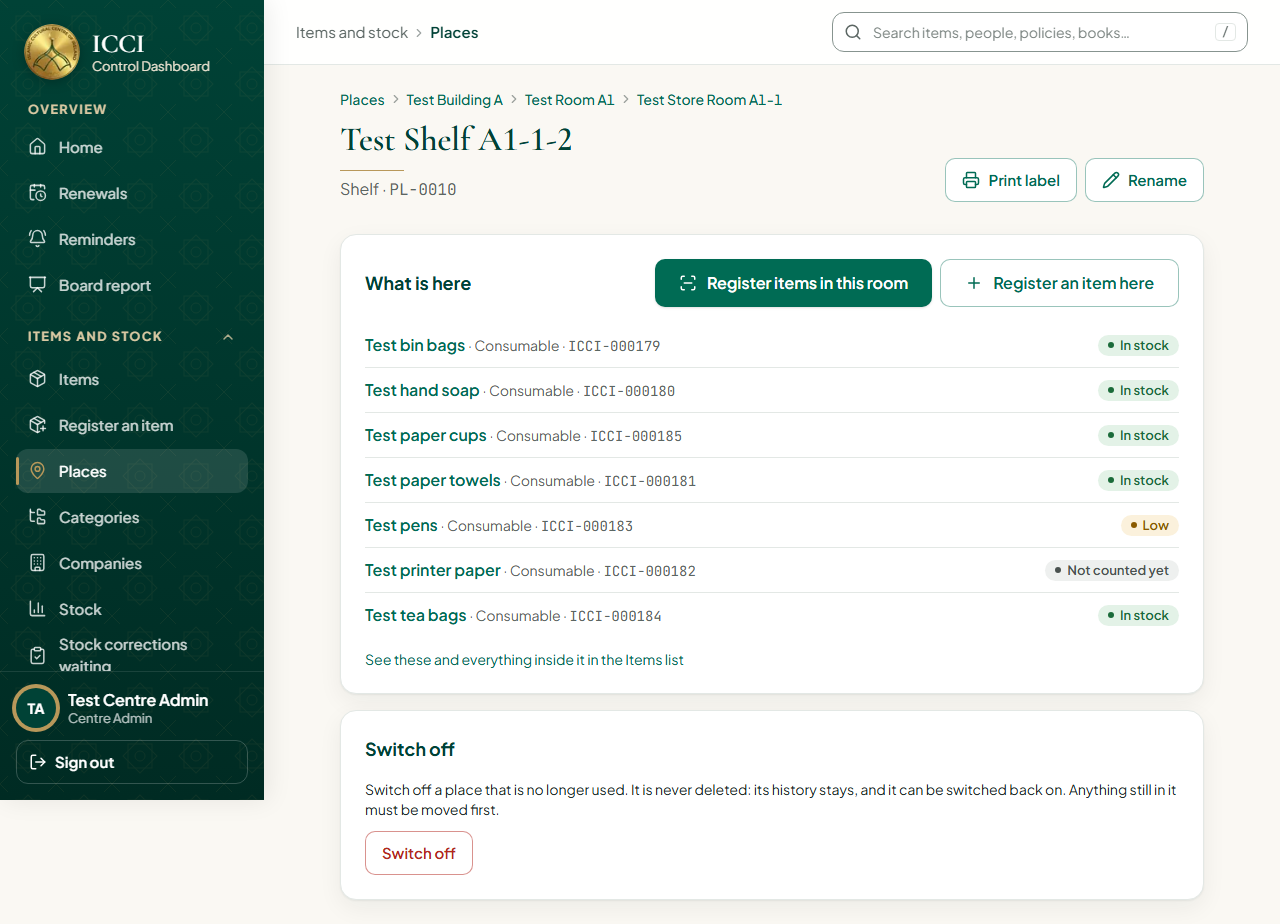 ICCI
Control Dashboard
OVERVIEW
Home
Renewals
Reminders
Board report
ITEMS AND STOCK
Items
Register an item
Places
Categories
Companies
Stock
Stock corrections
waiting
TA
Test Centre Admin
Centre Admin
Sign out
Items and stock > Places
Search items, people, policies, books… /
Places > Test Building A > Test Room A1 > Test Store Room A1-1
Test Shelf A1-1-2
Shelf · PL-0010
Print label
Rename
What is here
Register items in this room
Register an item here
Test bin bags · Consumable · ICCI-000179 In stock
Test hand soap · Consumable · ICCI-000180 In stock
Test paper cups · Consumable · ICCI-000185 In stock
Test paper towels · Consumable · ICCI-000181 In stock
Test pens · Consumable · ICCI-000183 Low
Test printer paper · Consumable · ICCI-000182 Not counted yet
Test tea bags · Consumable · ICCI-000184 In stock
See these and everything inside it in the Items list
Switch off
Switch off a place that is no longer used. It is never deleted: its history stays, and it can be switched back on. Anything still in it
must be moved first.
Switch off